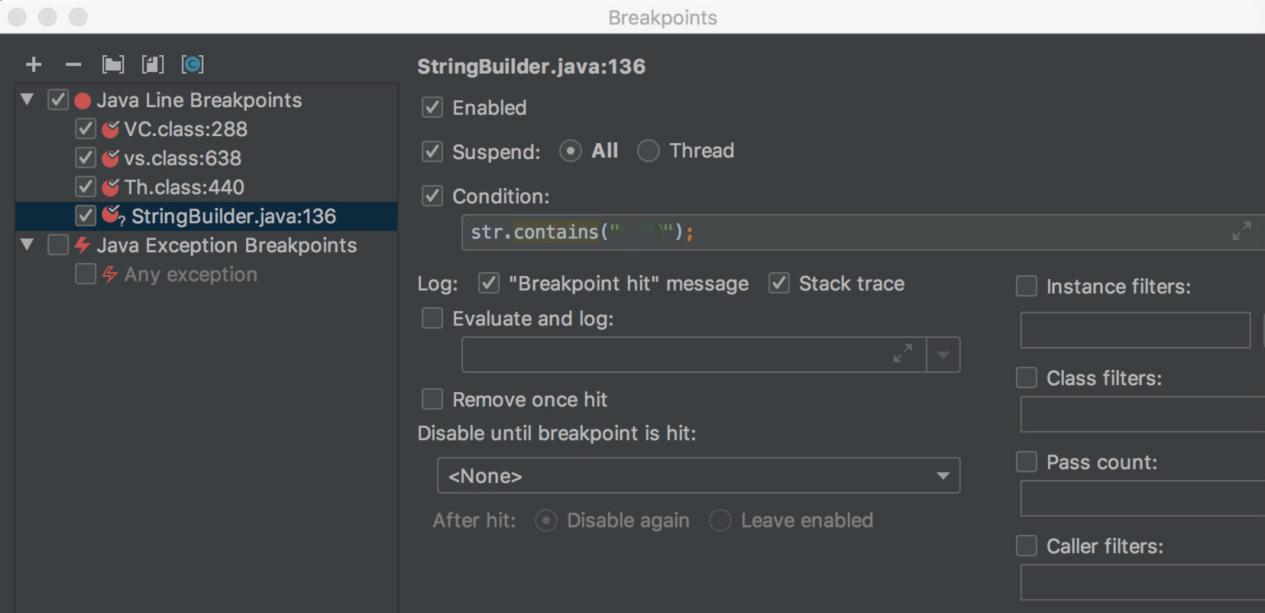 Breakpoints
StringBuilder.java:136
Java Line Breakpoints
Enabled
VC.class:288
Suspend: All Thread
vs.class:638
Th.class:440
Condition:
StringBuilder.java:136
str.contains(" ");
Java Exception Breakpoints
Any exception
Log: "Breakpoint hit" message Stack trace
Instance filters:
Evaluate and log:
Class filters:
Remove once hit
Disable until breakpoint is hit:
Pass count:
<None>
After hit: Disable again Leave enabled
Caller filters: